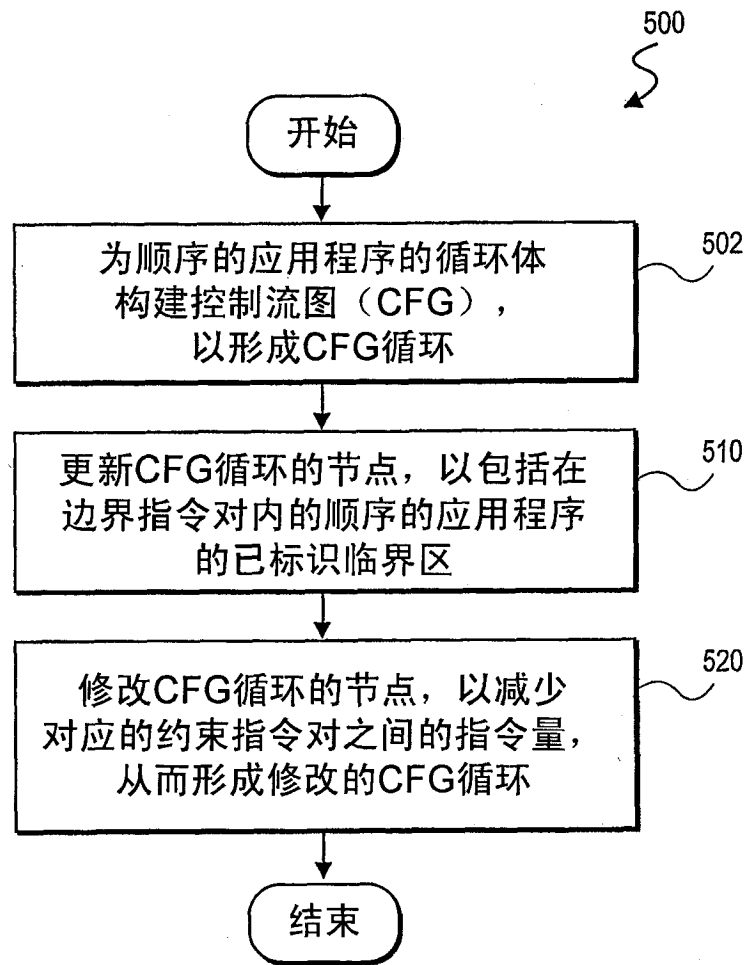 500
开始
为顺序的应用程序的循环体
构建控制流图（CFG），
以形成CFG循环
502
更新CFG循环的节点，以包括在
边界指令对内的顺序的应用程序
的已标识临界区
510
修改CFG循环的节点，以减少
对应的约束指令对之间的指令量，
从而形成修改的CFG循环
520
结束